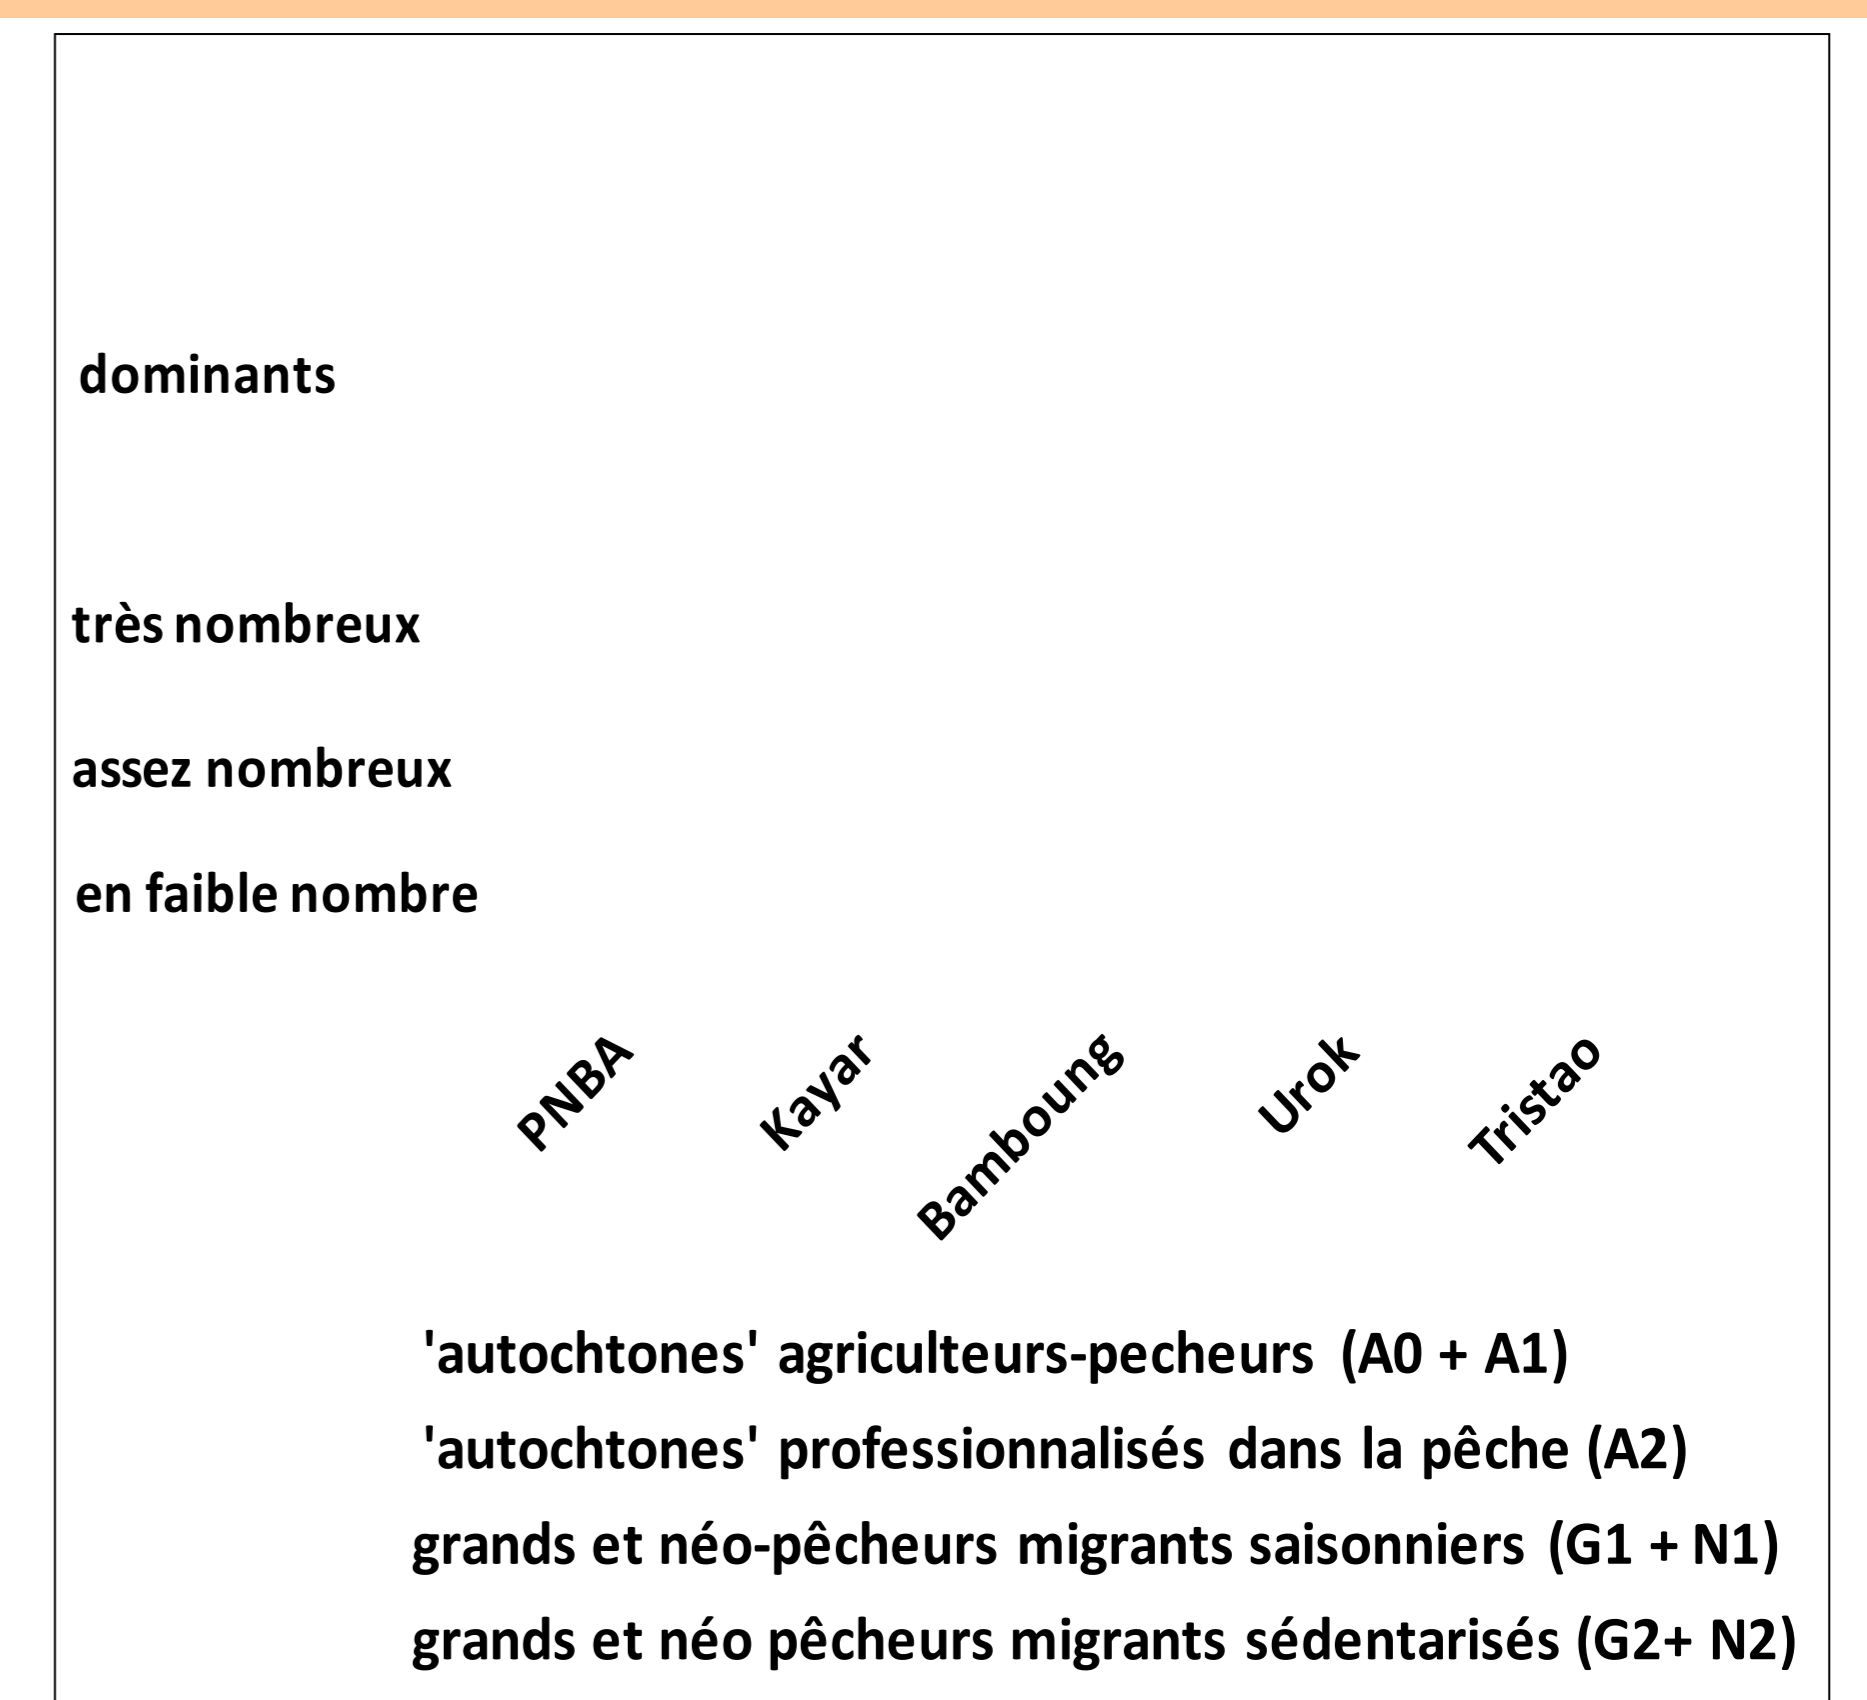 dominants
très nombreux
assez nombreux
en faible nombre
PNBA
Kayar
Bamboung
Urok
Tristao
'autochtones' agriculteurs-pecheurs (A0 + A1)
'autochtones' professionnalisés dans la pêche (A2)
grands et néo-pêcheurs migrants saisonniers (G1 + N1)
grands et néo pêcheurs migrants sédentarisés (G2+ N2)